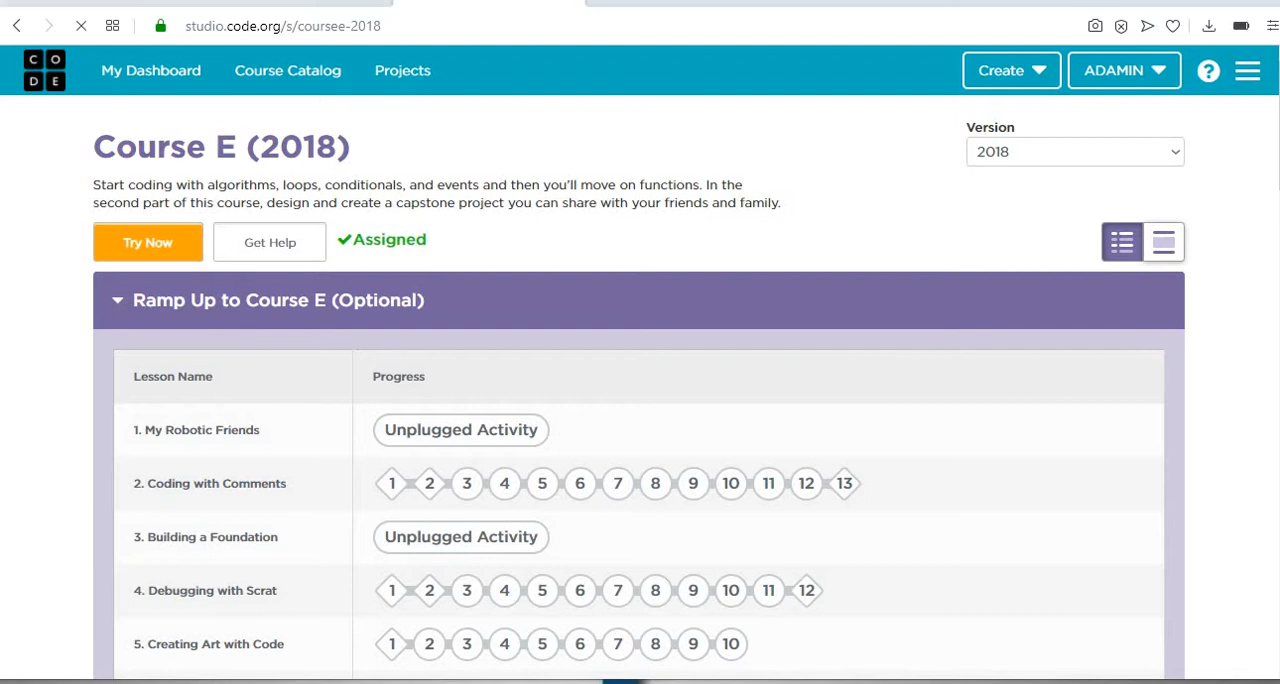 studio.code.org/s/coursee-2018
C O
D E
My Dashboard Course Catalog Projects Create ADAMIN ?
Course E (2018)
Version
2018
Start coding with algorithms, loops, conditionals, and events and then you'll move on functions. In the
second part of this course, design and create a capstone project you can share with your friends and family.
Try Now Get Help Assigned
Ramp Up to Course E (Optional)
Lesson Name Progress
1. My Robotic Friends Unplugged Activity
2. Coding with Comments 1 2 3 4 5 6 7 8 9 10 11 12 13
3. Building a Foundation Unplugged Activity
4. Debugging with Scrat 1 2 3 4 5 6 7 8 9 10 11 12
5. Creating Art with Code 1 2 3 4 5 6 7 8 9 10